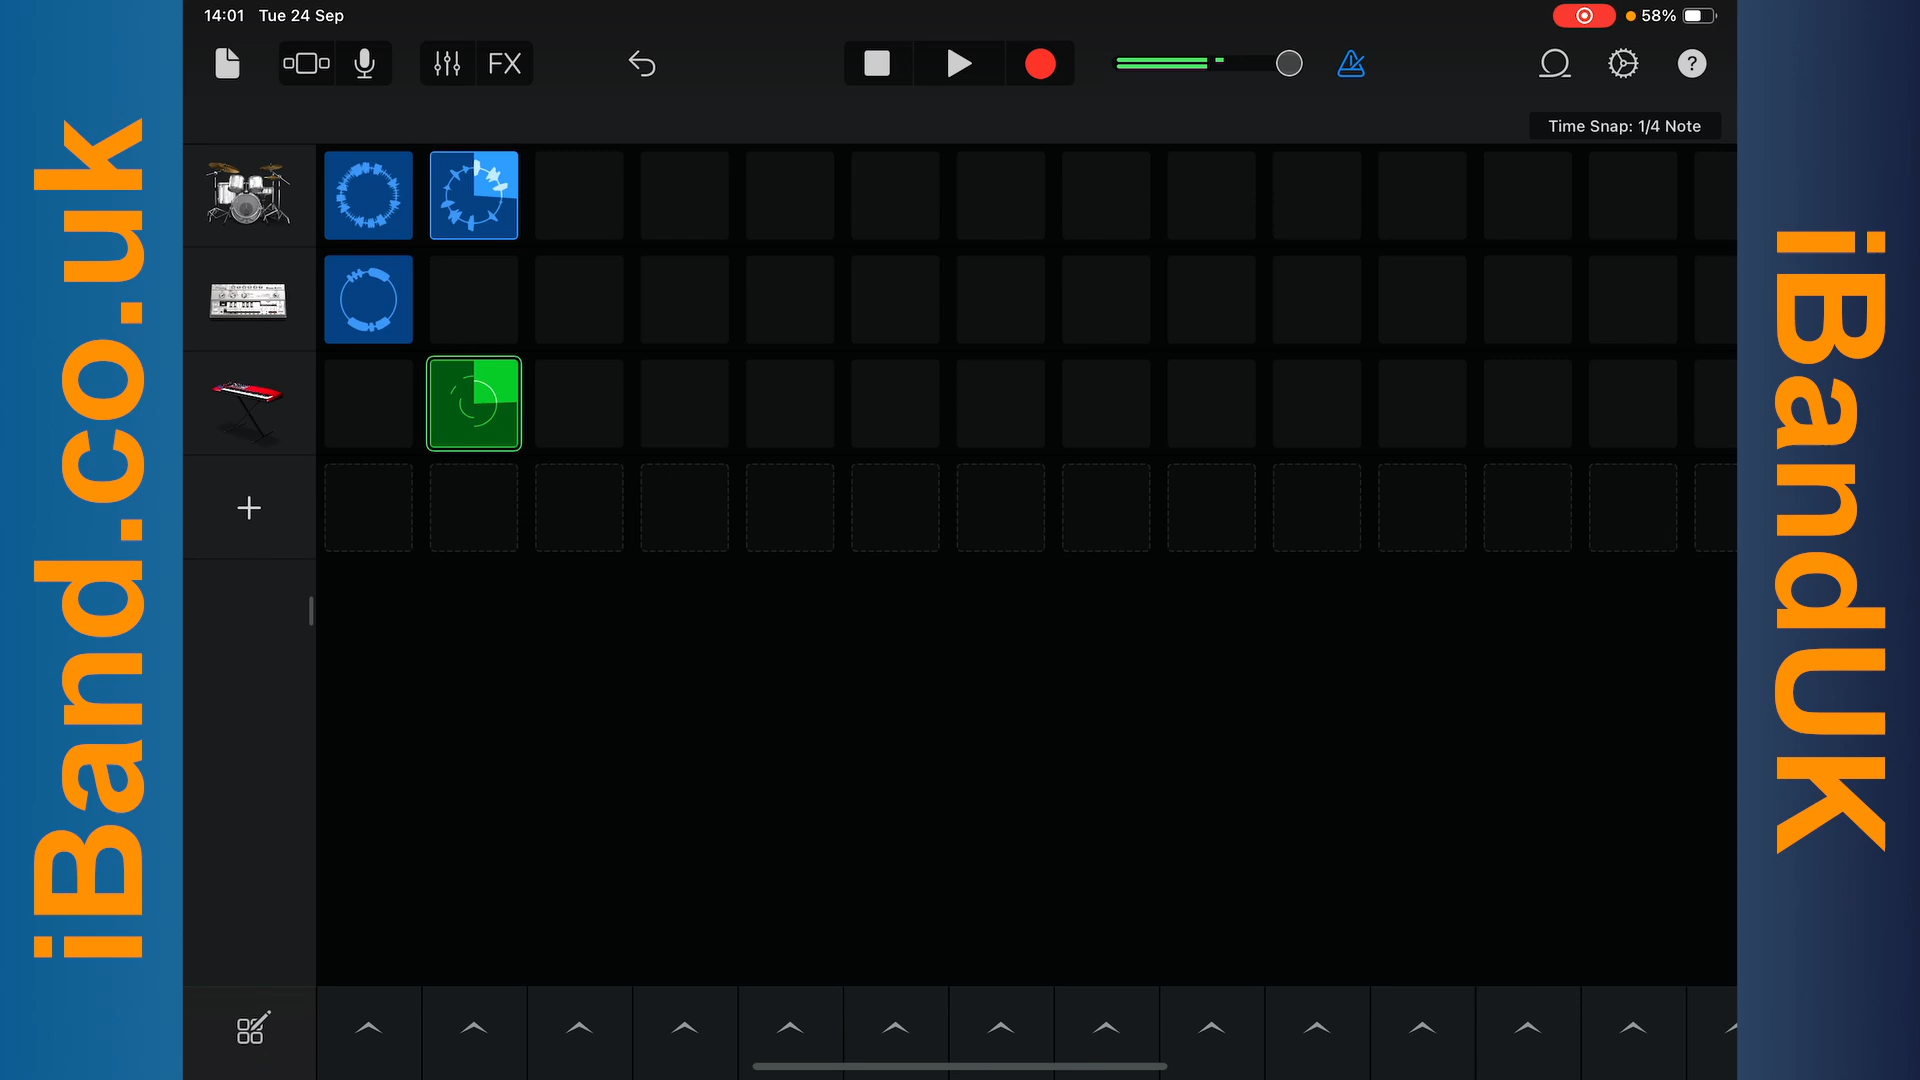 14:01 Tue 24 Sep
58%
FX
?
Time Snap: 1/4 Note
iBand.co.uk
iBandUK